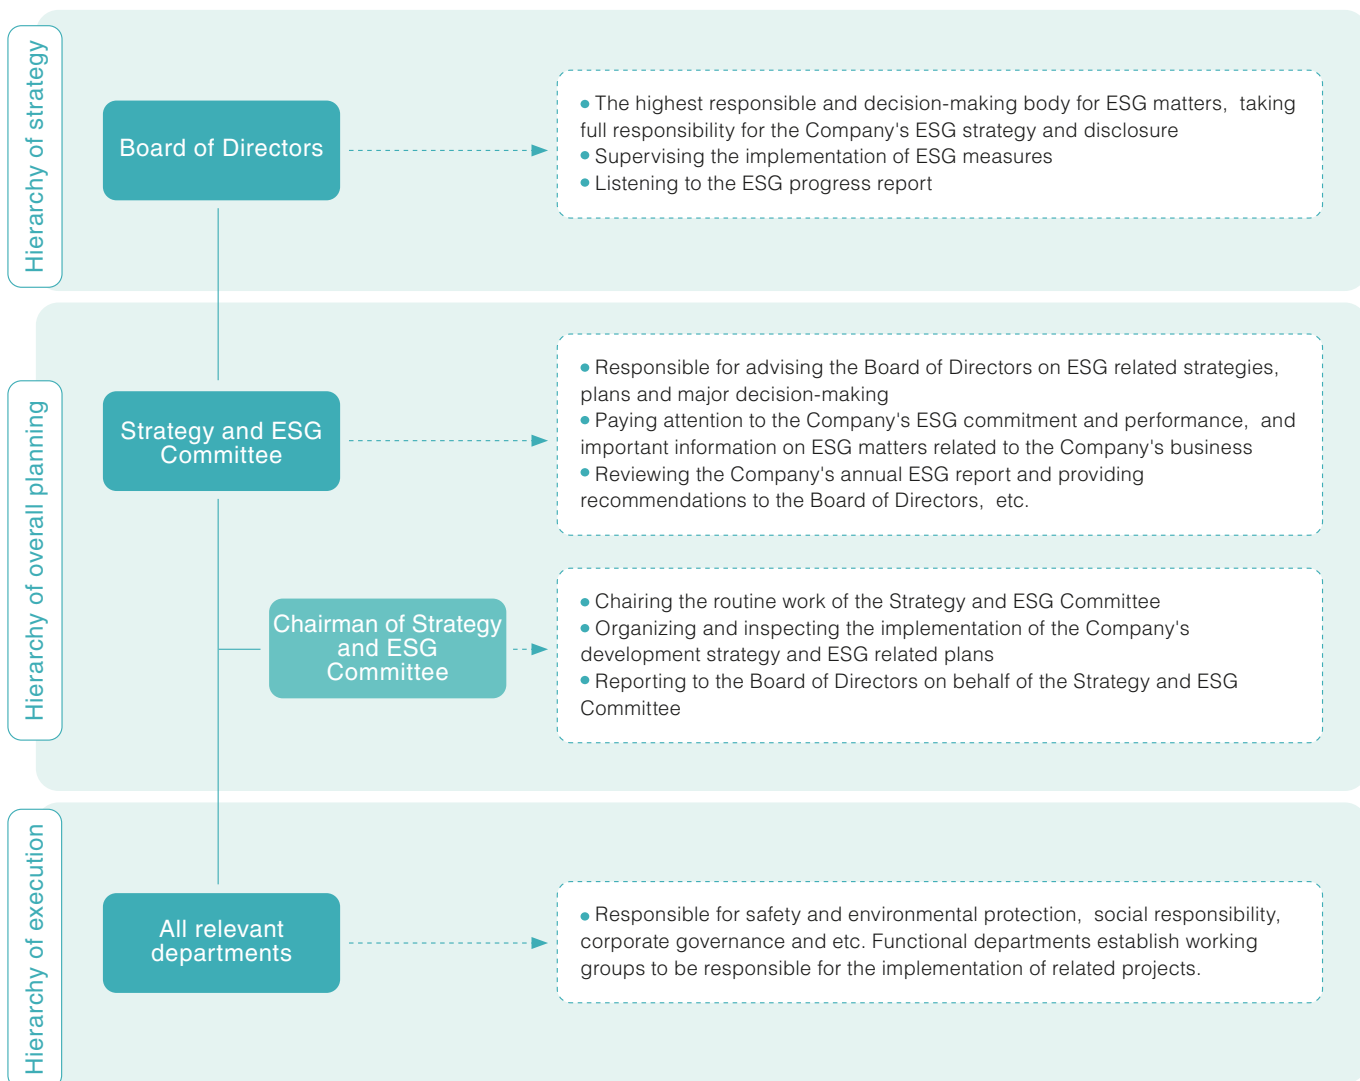 Hierarchy of strategy
Board of Directors
• The highest responsible and decision-making body for ESG matters, taking
full responsibility for the Company's ESG strategy and disclosure
• Supervising the implementation of ESG measures
• Listening to the ESG progress report
Hierarchy of overall planning
Strategy and ESG
Committee
• Responsible for advising the Board of Directors on ESG related strategies,
plans and major decision-making
• Paying attention to the Company's ESG commitment and performance, and
important information on ESG matters related to the Company's business
• Reviewing the Company's annual ESG report and providing
recommendations to the Board of Directors, etc.
Chairman of Strategy
and ESG
Committee
• Chairing the routine work of the Strategy and ESG Committee
• Organizing and inspecting the implementation of the Company's
development strategy and ESG related plans
• Reporting to the Board of Directors on behalf of the Strategy and ESG
Committee
Hierarchy of execution
All relevant
departments
• Responsible for safety and environmental protection, social responsibility,
corporate governance and etc. Functional departments establish working
groups to be responsible for the implementation of related projects.